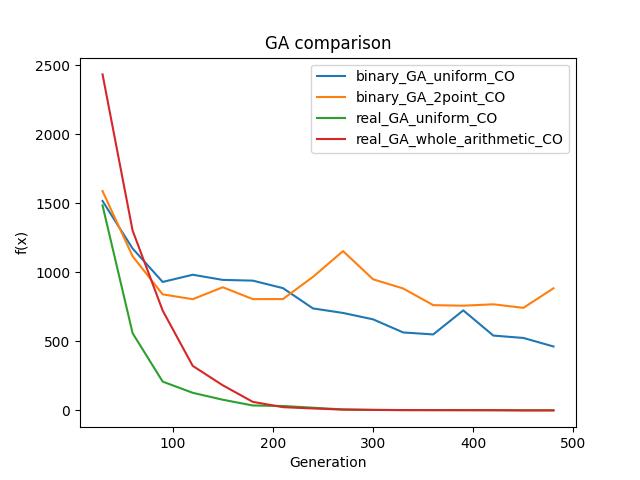 GA comparison
2500
2000
1500
1000
500
0
f(x)
binary_GA_uniform_CO
binary_GA_2point_CO
real_GA_uniform_CO
real_GA_whole_arithmetic_CO
100
200
300
400
500
Generation